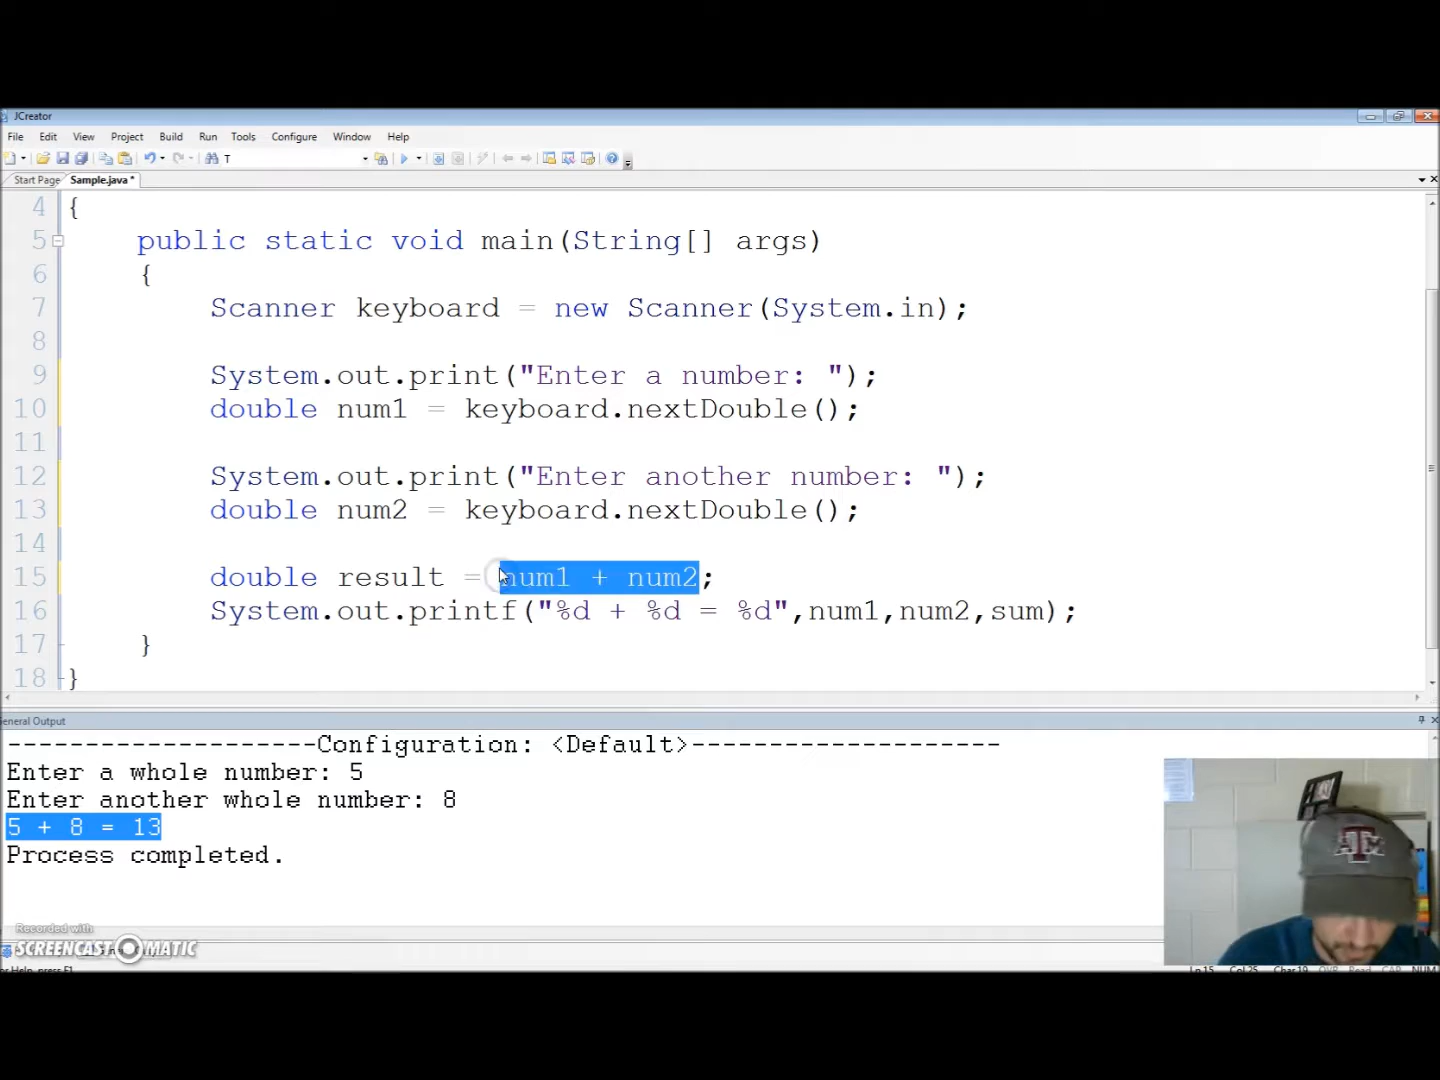 JCreator
File Edit View Project Build Run Tools Configure Window Help
T
Start Page Sample.java *
4 {
5 public static void main(String[] args)
6 {
7 Scanner keyboard = new Scanner(System.in);
8
9 System.out.print("Enter a number: ");
10 double num1 = keyboard.nextDouble();
11
12 System.out.print("Enter another number: ");
13 double num2 = keyboard.nextDouble();
14
15 double result = num1 + num2;
16 System.out.printf("%d + %d = %d",num1,num2,sum);
17 }
18 }
General Output
--------------------Configuration: <Default>--------------------
Enter a whole number: 5
Enter another whole number: 8
5 + 8 = 13
Process completed.
Recorded with
SCREENCAST-O-MATIC
ATM